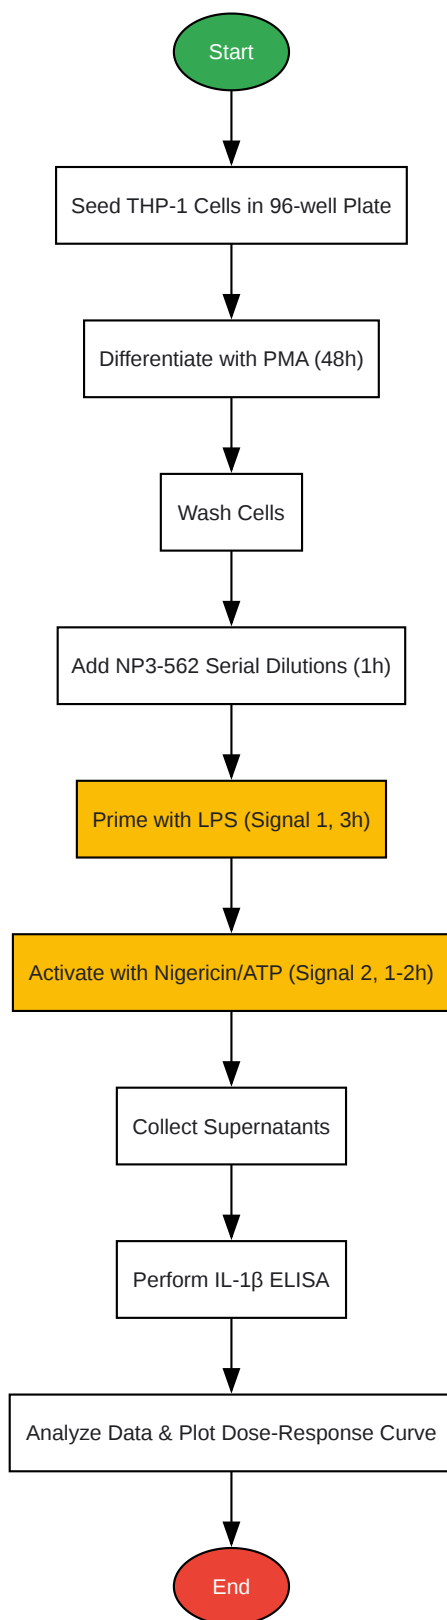 Start
Seed THP-1 Cells in 96-well Plate
Differentiate with PMA (48h)
Wash Cells
Add NP3-562 Serial Dilutions (1h)
Prime with LPS (Signal 1, 3h)
Activate with Nigericin/ATP (Signal 2, 1-2h)
Collect Supernatants
Perform IL-1β ELISA
Analyze Data & Plot Dose-Response Curve
End